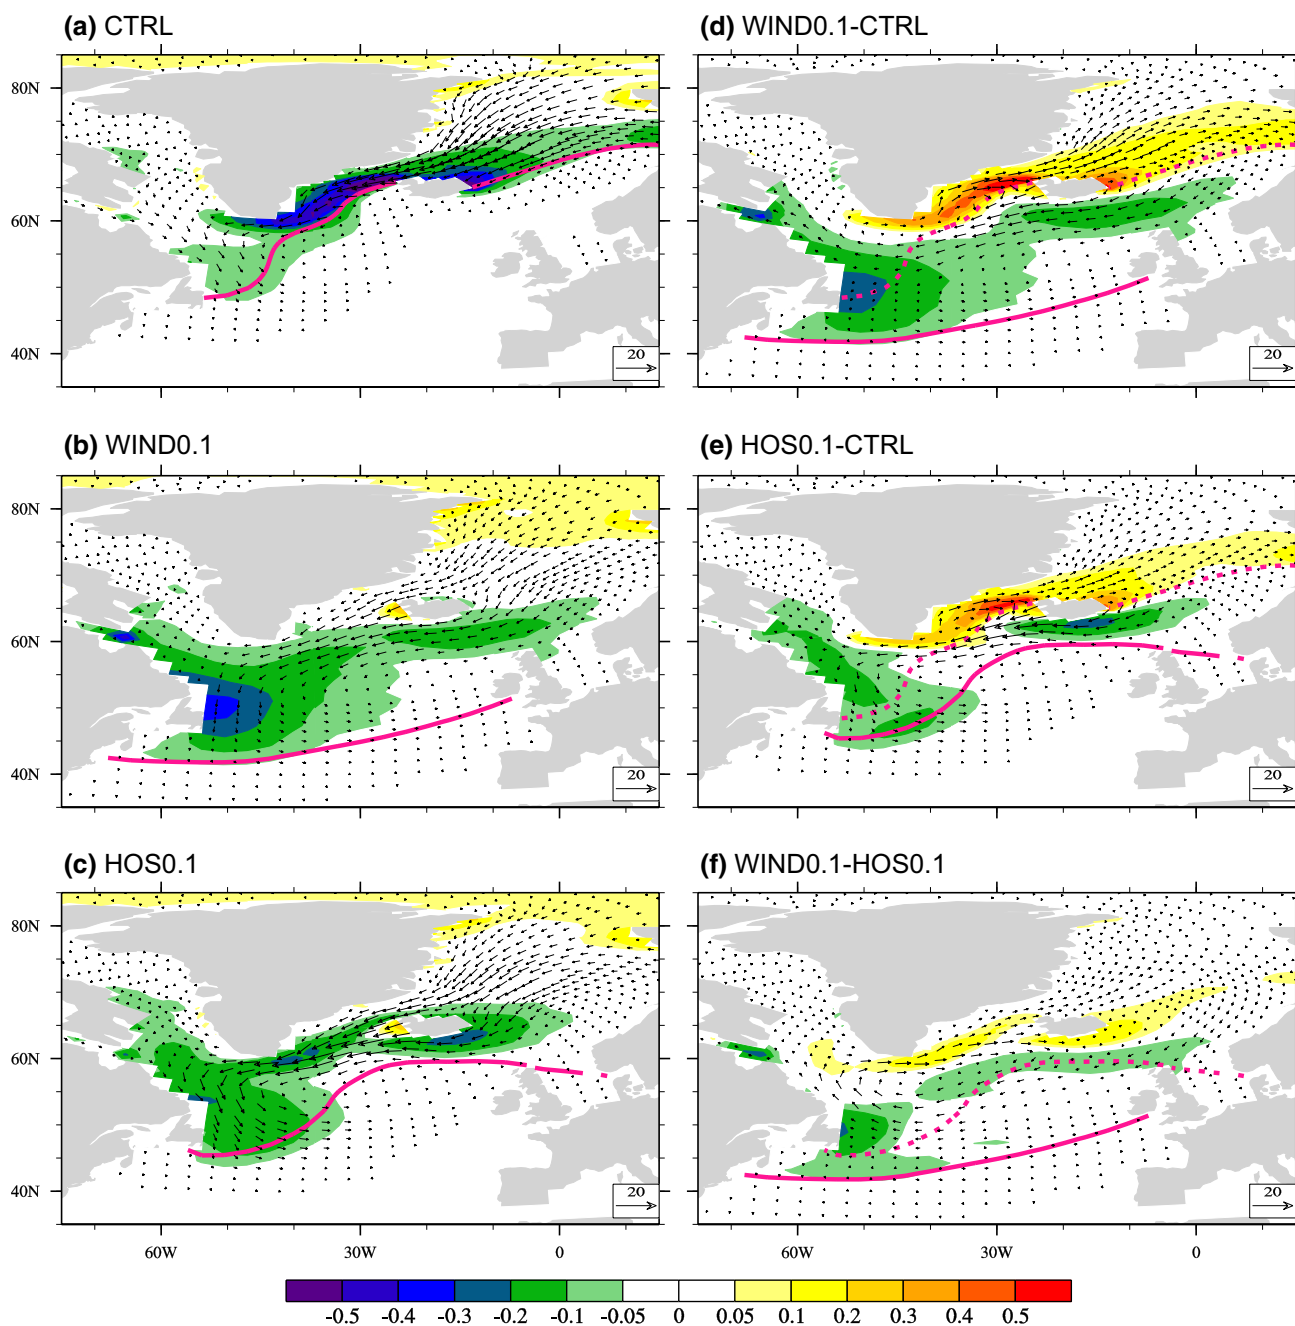 (a) CTRL
(d) WIND0.1-CTRL
80N
60N
40N
20
20
(b) WIND0.1
(e) HOS0.1-CTRL
80N
60N
40N
20
20
(c) HOS0.1
(f) WIND0.1-HOS0.1
80N
60N
40N
20
20
60W 30W 0 60W 30W 0
-0.5 -0.4 -0.3 -0.2 -0.1 -0.05 0 0.05 0.1 0.2 0.3 0.4 0.5